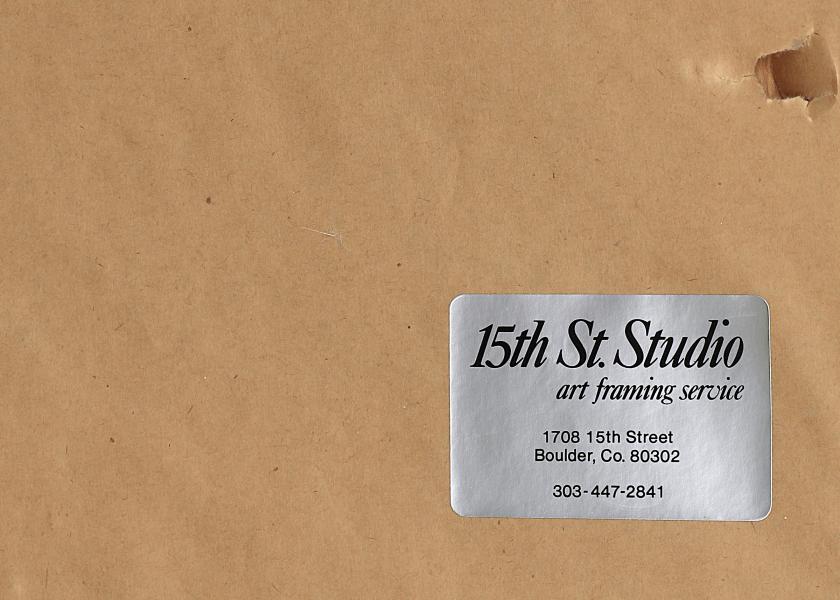 15th St. Studio
art framing service
1708 15th Street
Boulder, Co. 80302
303-447-2841